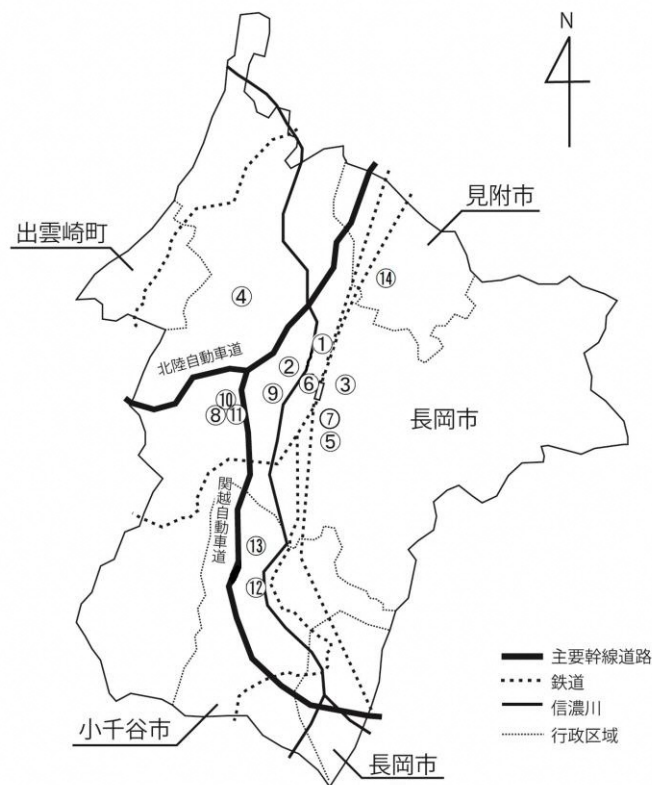 N
見附市
出雲崎町
⑭
④
北陸自動車道
①
②
⑥
③
⑨
⑩
⑧
⑪
⑦
⑤
長岡市
関越自動車道
⑬
⑫
主要幹線道路
鉄道
信濃川
行政区域
小千谷市
長岡市